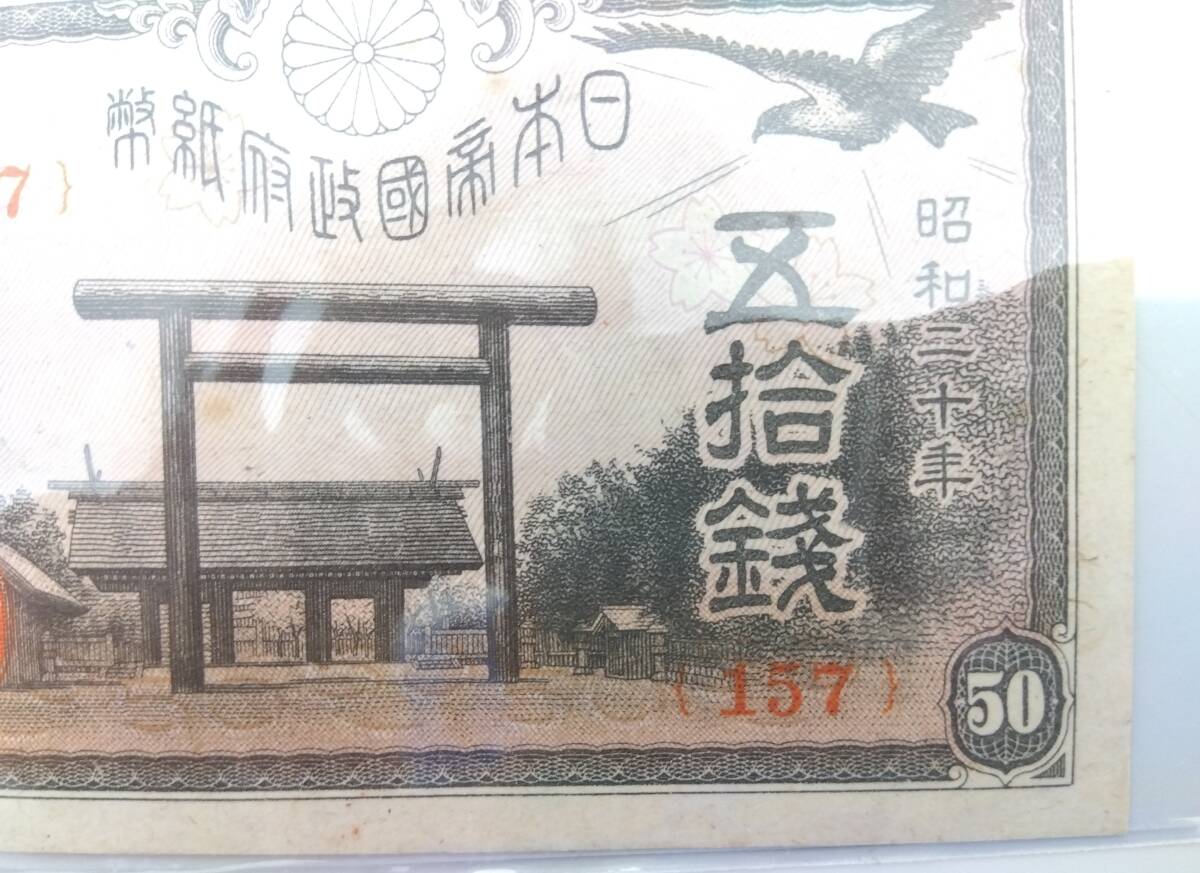 日本帝國政府紙幣
昭和二十年
五拾錢
7}
{157}
50